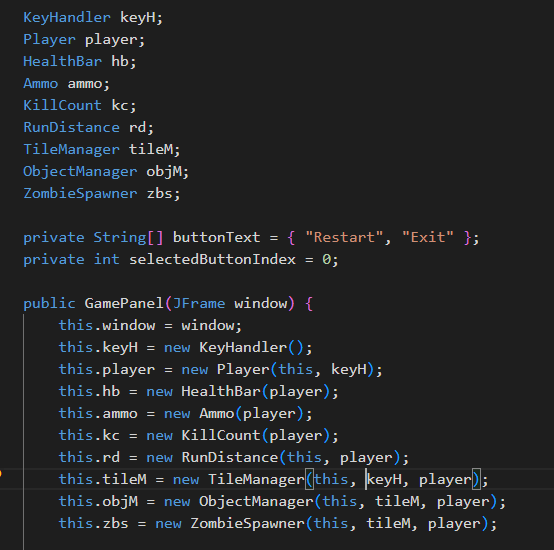 KeyHandler keyH;
Player player;
HealthBar hb;
Ammo ammo;
KillCount kc;
RunDistance rd;
TileManager tileM;
ObjectManager objM;
ZombieSpawner zbs;
private String[] buttonText = { "Restart", "Exit" };
private int selectedButtonIndex = 0;
public GamePanel(JFrame window) {
this.window = window;
this.keyH = new KeyHandler();
this.player = new Player(this, keyH);
this.hb = new HealthBar(player);
this.ammo = new Ammo(player);
this.kc = new KillCount(player);
this.rd = new RunDistance(this, player);
this.tileM = new TileManager(this, keyH, player);
this.objM = new ObjectManager(this, tileM, player);
this.zbs = new ZombieSpawner(this, tileM, player);